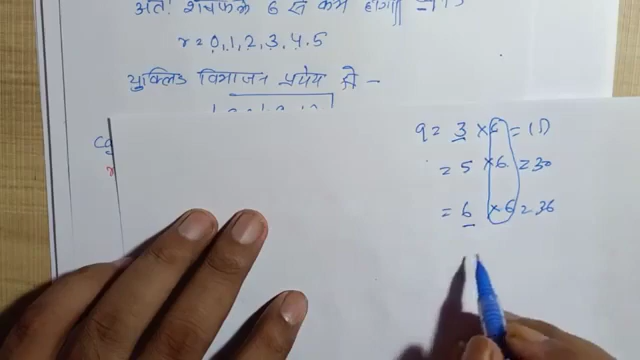 अतः शेषफल 6 से कम होगा
r = 0, 1, 2, 3, 4, 5
युक्लिड विभाजन प्रमेय से -
q = 3 × 6 = 18
= 5 × 6 = 30
= 6 × 6 = 36